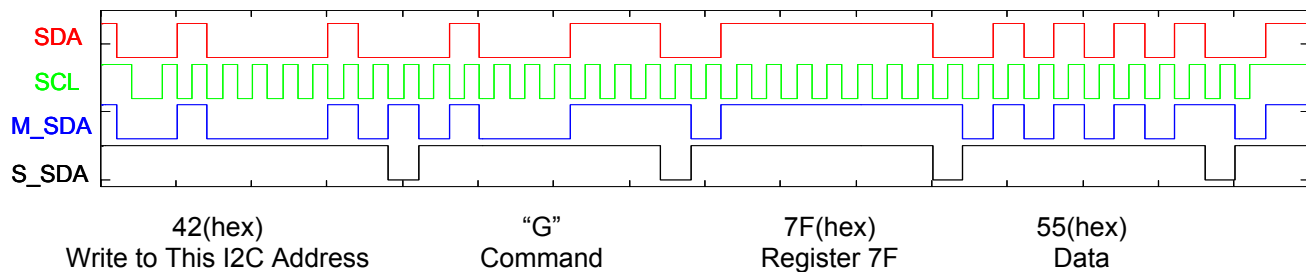 SDA
SCL
M_SDA
S_SDA
42(hex) “G” 7F(hex) 55(hex)
Write to This I2C Address Command Register 7F Data